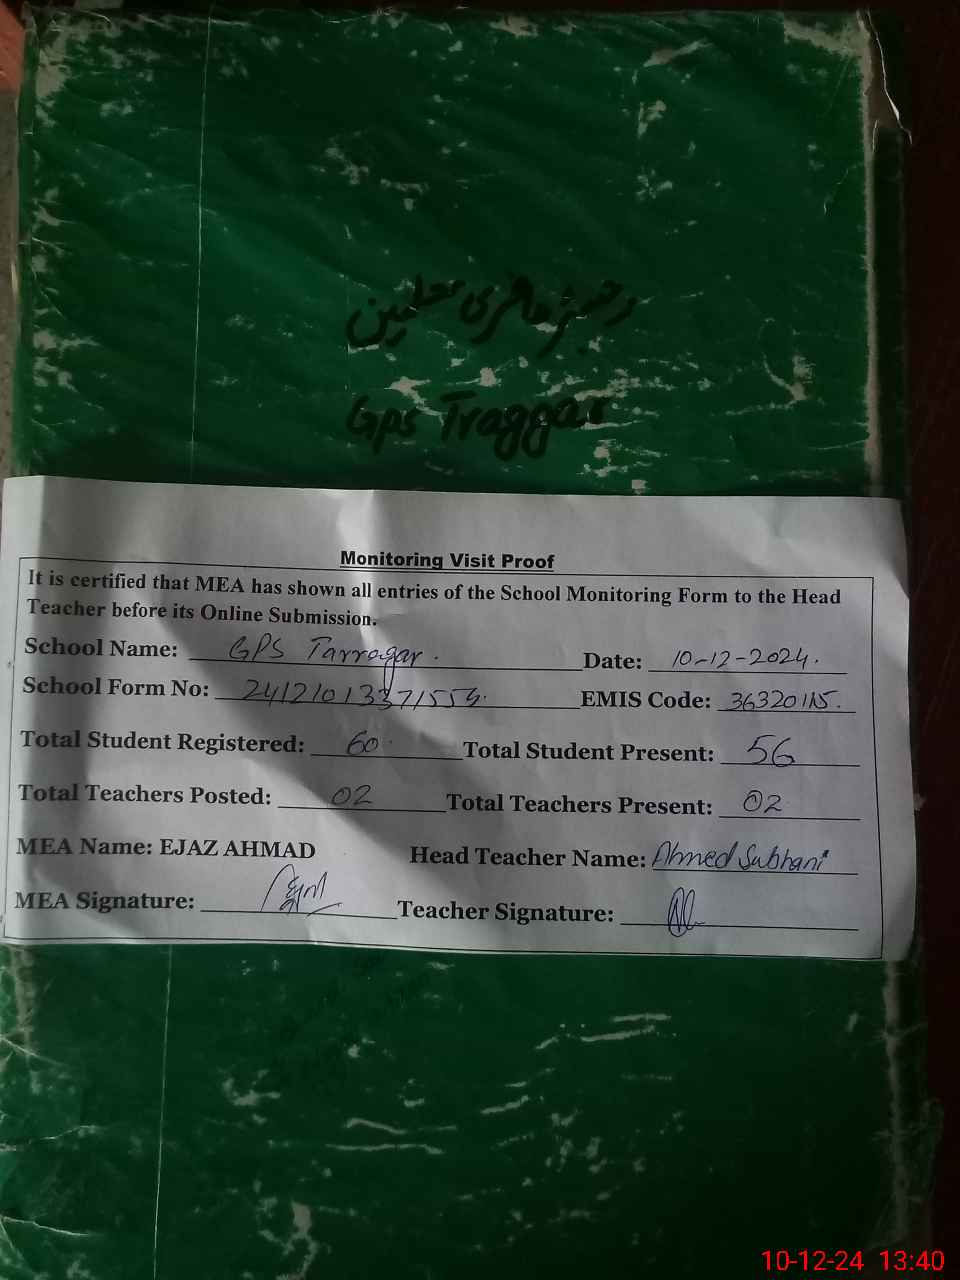 رجسٹر حاضری معلمین
GPS Traggar
Monitoring Visit Proof
It is certified that MEA has shown all entries of the School Monitoring Form to the Head
Teacher before its Online Submission.
School Name: GPS Tarragar. Date: 10-12-2024.
School Form No: 24121013371553. EMIS Code:
Total Student Registered: 60. Total Student Present: 56
Total Teachers Posted: 02 Total Teachers Present: 02
MEA Name: EJAZ AHMAD Head Teacher Name: Ahmed Subhani
MEA Signature: Teacher Signature:
10-12-24 13:40